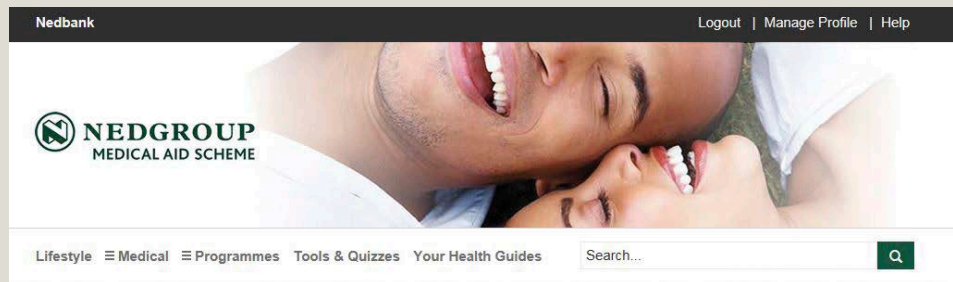 Nedbank
Logout | Manage Profile | Help
NEDGROUP
MEDICAL AID SCHEME
Lifestyle ☰ Medical ☰ Programmes Tools & Quizzes Your Health Guides
Search...